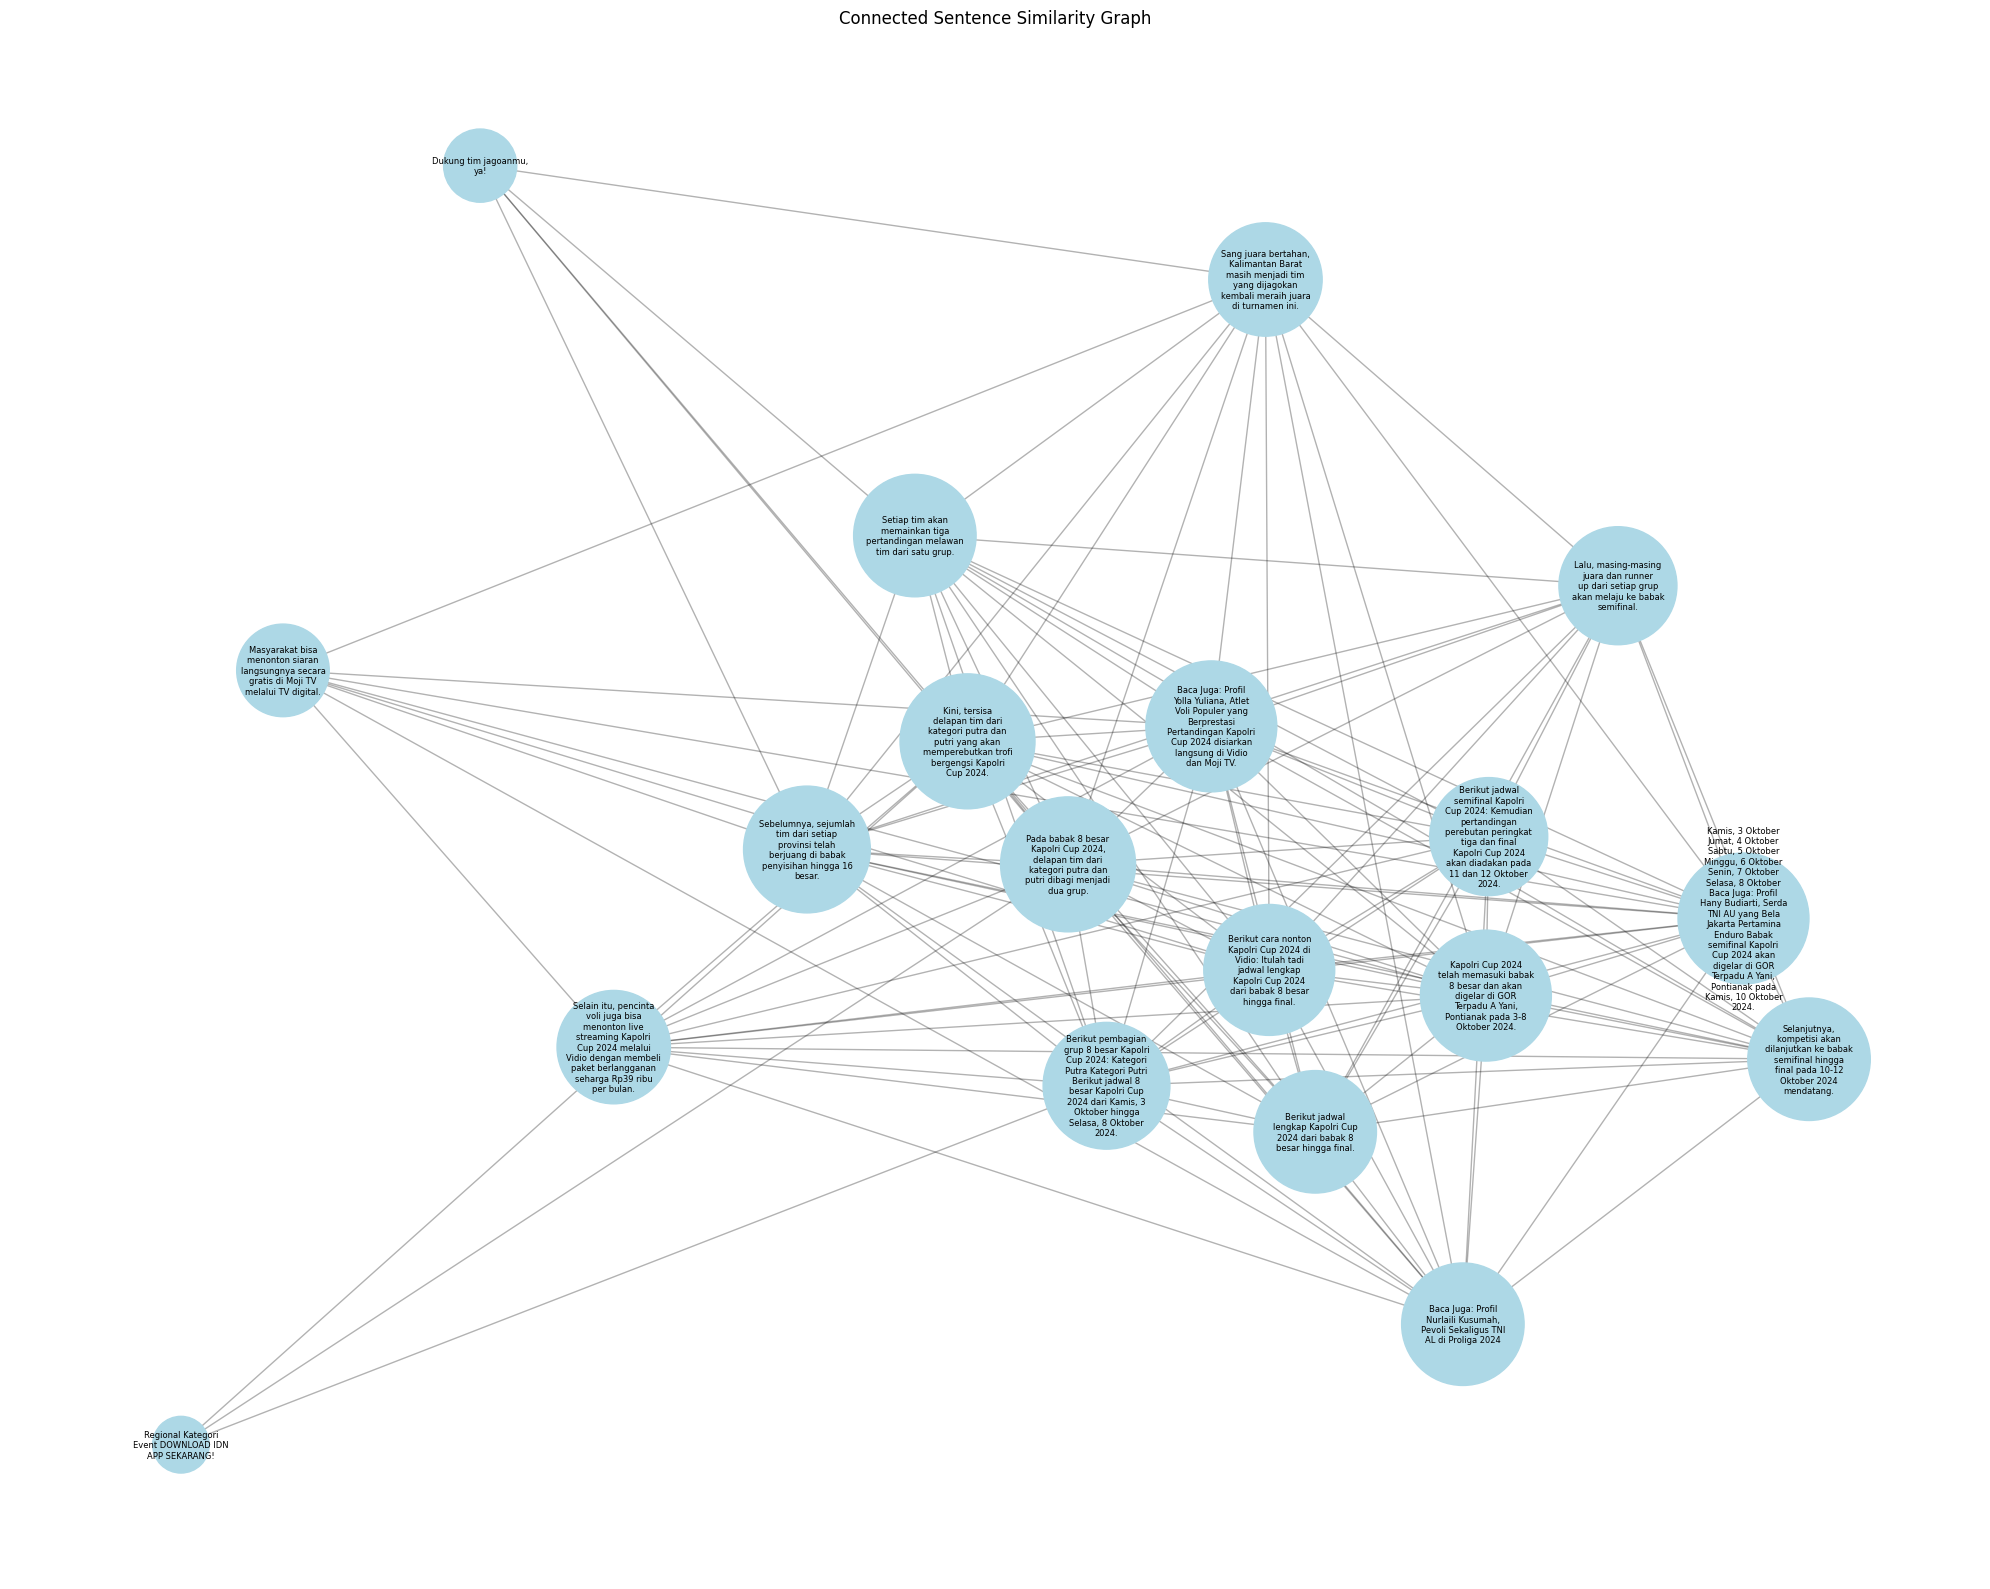 Connected Sentence Similarity Graph
Dukung tim jagoanmu,
ya!
Sang juara bertahan,
Kalimantan Barat
masih menjadi tim
yang dijagokan
kembali meraih juara
di turnamen ini.
Setiap tim akan
memainkan tiga
pertandingan melawan
tim dari satu grup.
Lalu, masing-masing
juara dan runner
up dari setiap grup
akan melaju ke babak
semifinal.
Masyarakat bisa
menonton siaran
langsungnya secara
gratis di Moji TV
melalui TV digital.
Kini, tersisa
delapan tim dari
kategori putra dan
putri yang akan
memperebutkan trofi
bergengsi Kapolri
Cup 2024.
Baca Juga: Profil
Yolla Yuliana, Atlet
Voli Populer yang
Berprestasi
Pertandingan Kapolri
Cup 2024 disiarkan
langsung di Vidio
dan Moji TV.
Sebelumnya, sejumlah
tim dari setiap
provinsi telah
berjuang di babak
penyisihan hingga 16
besar.
Pada babak 8 besar
Kapolri Cup 2024,
delapan tim dari
kategori putra dan
putri dibagi menjadi
dua grup.
Berikut jadwal
semifinal Kapolri
Cup 2024: Kemudian
pertandingan
perebutan peringkat
tiga dan final
Kapolri Cup 2024
akan diadakan pada
11 dan 12 Oktober
2024.
Kamis, 3 Oktober
Jumat, 4 Oktober
Sabtu, 5 Oktober
Minggu, 6 Oktober
Senin, 7 Oktober
Selasa, 8 Oktober
Baca Juga: Profil
Hany Budiarti, Serda
TNI AU yang Bela
Jakarta Pertamina
Enduro Babak
semifinal Kapolri
Cup 2024 akan
digelar di GOR
Terpadu A Yani,
Pontianak pada
Kamis, 10 Oktober
2024.
Berikut cara nonton
Kapolri Cup 2024 di
Vidio: Itulah tadi
jadwal lengkap
Kapolri Cup 2024
dari babak 8 besar
hingga final.
Kapolri Cup 2024
telah memasuki babak
8 besar dan akan
digelar di GOR
Terpadu A Yani,
Pontianak pada 3-8
Oktober 2024.
Selain itu, pencinta
voli juga bisa
menonton live
streaming Kapolri
Cup 2024 melalui
Vidio dengan membeli
paket berlangganan
seharga Rp39 ribu
per bulan.
Selanjutnya,
kompetisi akan
dilanjutkan ke babak
semifinal hingga
final pada 10-12
Oktober 2024
mendatang.
Berikut pembagian
grup 8 besar Kapolri
Cup 2024: Kategori
Putra Kategori Putri
Berikut jadwal 8
besar Kapolri Cup
2024 dari Kamis, 3
Oktober hingga
Selasa, 8 Oktober
2024.
Berikut jadwal
lengkap Kapolri Cup
2024 dari babak 8
besar hingga final.
Baca Juga: Profil
Nurlaili Kusumah,
Pevoli Sekaligus TNI
AL di Proliga 2024
Regional Kategori
Event DOWNLOAD IDN
APP SEKARANG!